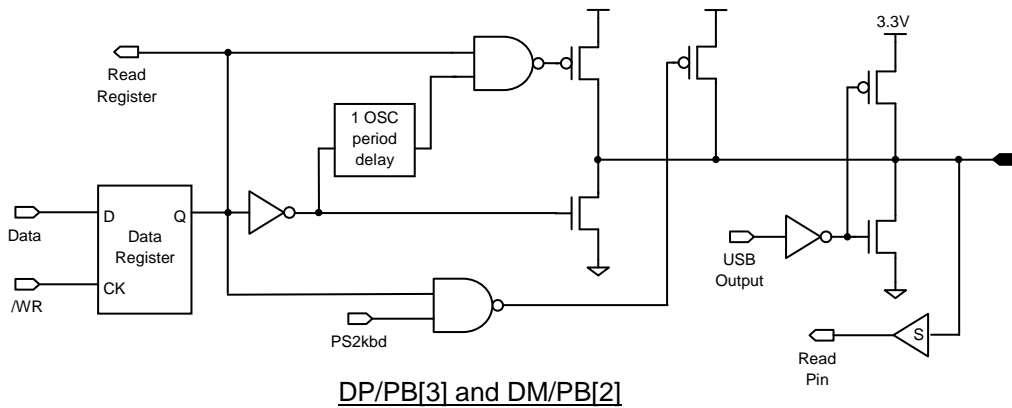 3.3V
Read
Register
1 OSC
period
delay
D
Q
Data
Data
Register
CK
/WR
PS2kbd
USB
Output
S
Read
Pin
DP/PB[3] and DM/PB[2]